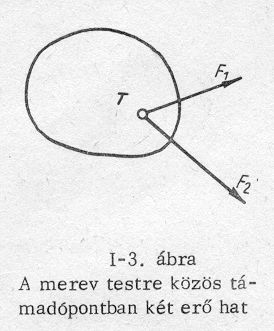 F₁
T
F₂
I-3. ábra
A merev testre közös tá-
madópontban két erő hat